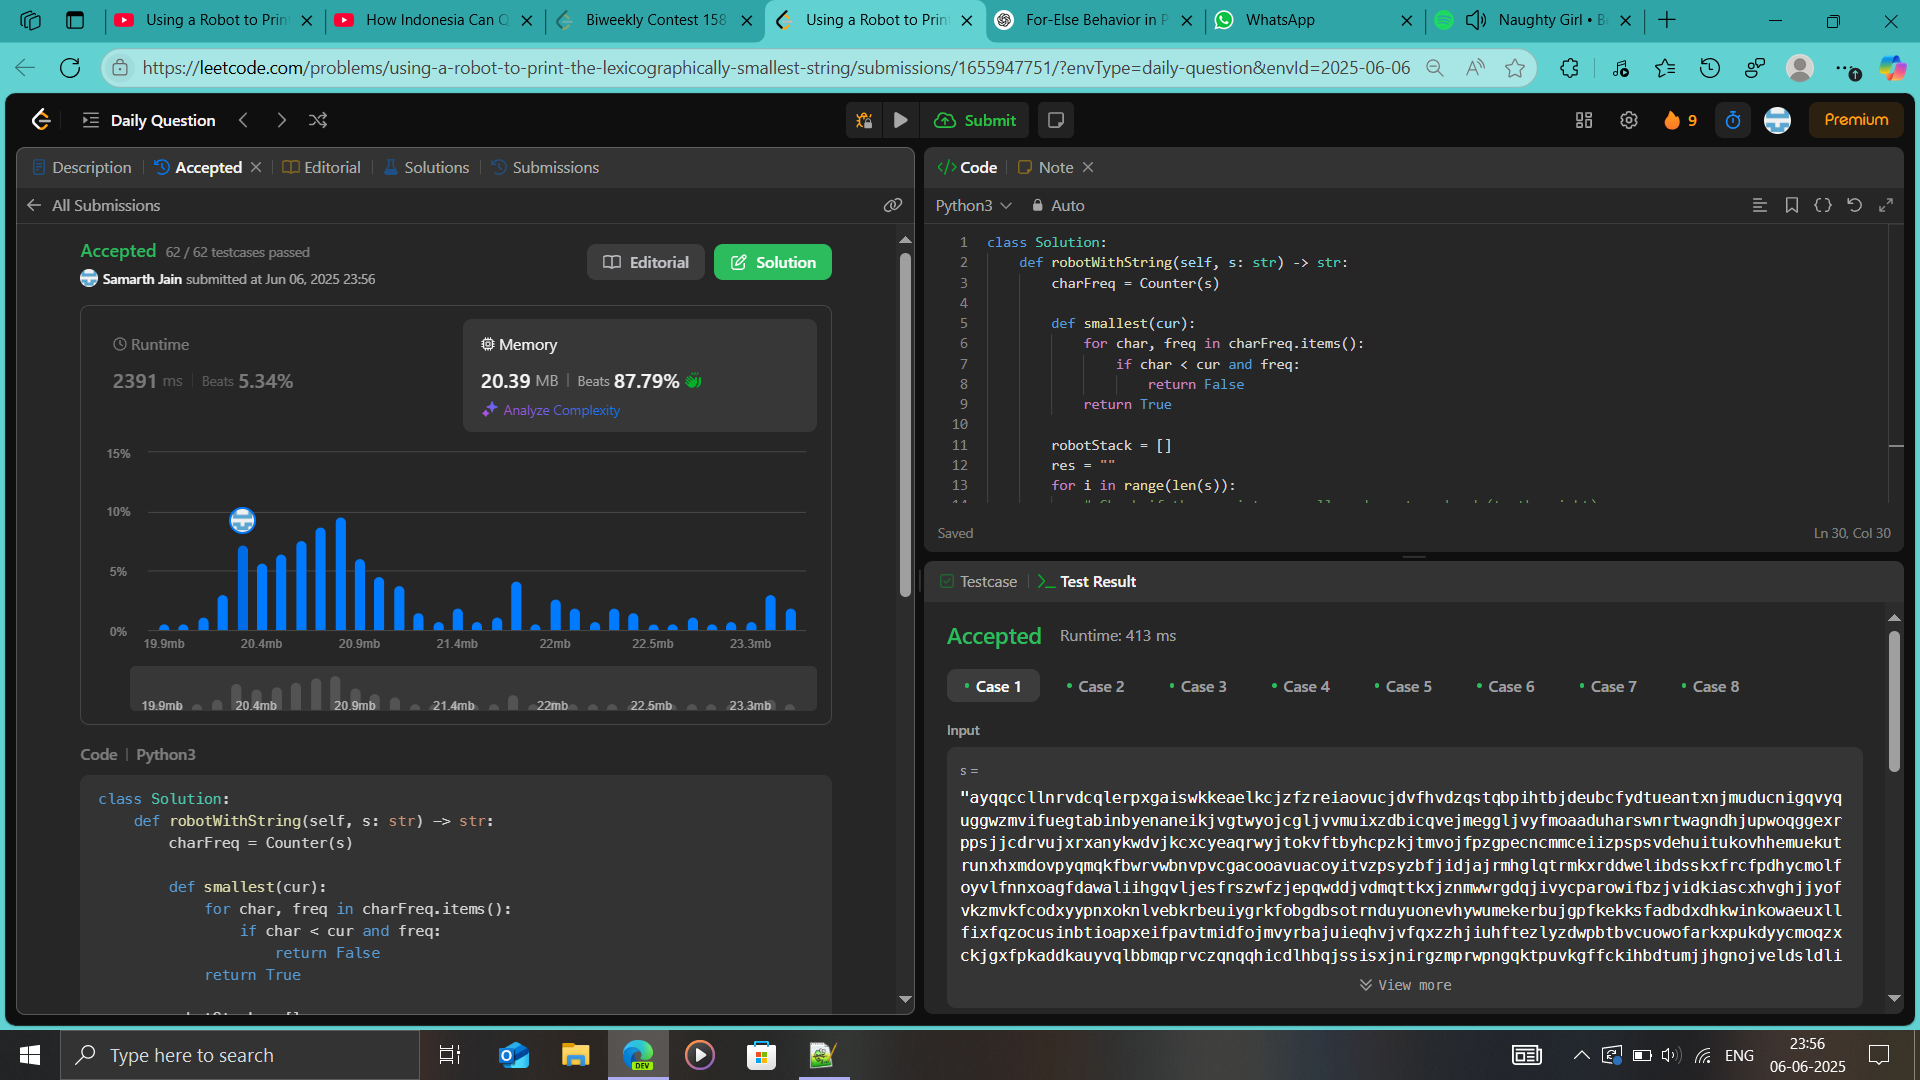 Using a Robot to Prin
How Indonesia Can Q
Biweekly Contest 158
Using a Robot to Prin
For-Else Behavior in P
WhatsApp
Naughty Girl • B
https://leetcode.com/problems/using-a-robot-to-print-the-lexicographically-smallest-string/submissions/1655947751/?envType=daily-question&envId=2025-06-06
Daily Question
Submit
9
Premium
Description
Accepted
Editorial
Solutions
Submissions
All Submissions
Accepted 62 / 62 testcases passed
Samarth Jain submitted at Jun 06, 2025 23:56
Editorial
Solution
Runtime
2391 ms | Beats 5.34%
Memory
20.39 MB | Beats 87.79%
Analyze Complexity
15%
10%
5%
0%
19.9mb 20.4mb 20.9mb 21.4mb 22mb 22.5mb 23.3mb
19.9mb 20.4mb 20.9mb 21.4mb 22mb 22.5mb 23.3mb
Code | Python3
class Solution:
def robotWithString(self, s: str) -> str:
charFreq = Counter(s)
def smallest(cur):
for char, freq in charFreq.items():
if char < cur and freq:
return False
return True
Code
Note
Python3
Auto
1 class Solution:
2 def robotWithString(self, s: str) -> str:
3 charFreq = Counter(s)
4
5 def smallest(cur):
6 for char, freq in charFreq.items():
7 if char < cur and freq:
8 return False
9 return True
10
11 robotStack = []
12 res = ""
13 for i in range(len(s)):
Saved
Ln 30, Col 30
Testcase
Test Result
Accepted Runtime: 413 ms
Case 1
Case 2
Case 3
Case 4
Case 5
Case 6
Case 7
Case 8
Input
s =
"ayqqccllnrvdcqlerpxgaiswkkeaelkcjzfzreiaovucjdvfhvdzqstqbpihtbjdeubcfydtueantxnjmuducnigqvyq
uggwzmvifuegtabinbyenaneikjvgtwyojcgljvvmuixzdbicqvejmeggljvyfmoaaduharswnrtwagndhjupwoqggexr
ppsjjcdrvujxrxanykwdvjkcxcyeaqrwyjtokvftbyhcpzkjtmvojfpzgpecncmmceiizpspsvdehuitukovhhemuekut
runxhxmdovpyqmqkfbwrvwbnvpvcgacooavuacoyitvzpsyzbfjidjajrmhglqtrmkxrddwelibdsskxfrcfpdhycmolf
oyvlfnnxoagfdawaliihgqvljesfrszwfzjepqwddjvdmqttkxjznmwwrgdqjivycparowifbzjvidkiascxhvghjjyof
vkzmvkfcodxyypnxoknlvebkrbeuiygrkfobgdbsotrnduyuonevhywumekerbujgpfkekksfadbdxdhkwinkowaeuxll
fixfqzocusinbtioapxeifpavtmidfojmvyrbajuieqhvjvfqxzzhjiuhftezlyzdwpbtbvcuowofarkxpukdyycmoqzx
ckjgxfpkaddkauyvqlbbmqprvczqnqqhicdlhbqjssisxjnirgzmprwpngqktpuvkgffckihbdtumjjhgnojveldsldli
View more
Type here to search
DEV
ENG
23:56
06-06-2025